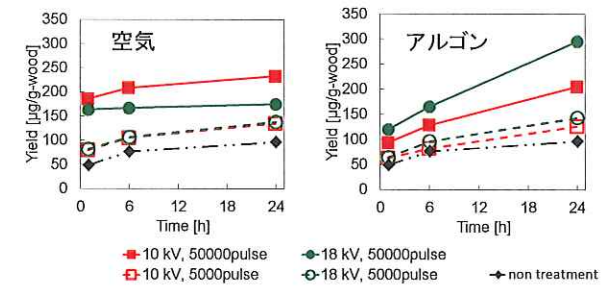 空気
350
300
250
200
150
100
50
0
Yield [μg/g-wood]
0 6 12 18 24
Time [h]
アルゴン
350
300
250
200
150
100
50
0
Yield [μg/g-wood]
0 6 12 18 24
Time [h]
10 kV, 50000pulse 18 kV, 50000pulse
10 kV, 5000pulse 18 kV, 5000pulse non treatment